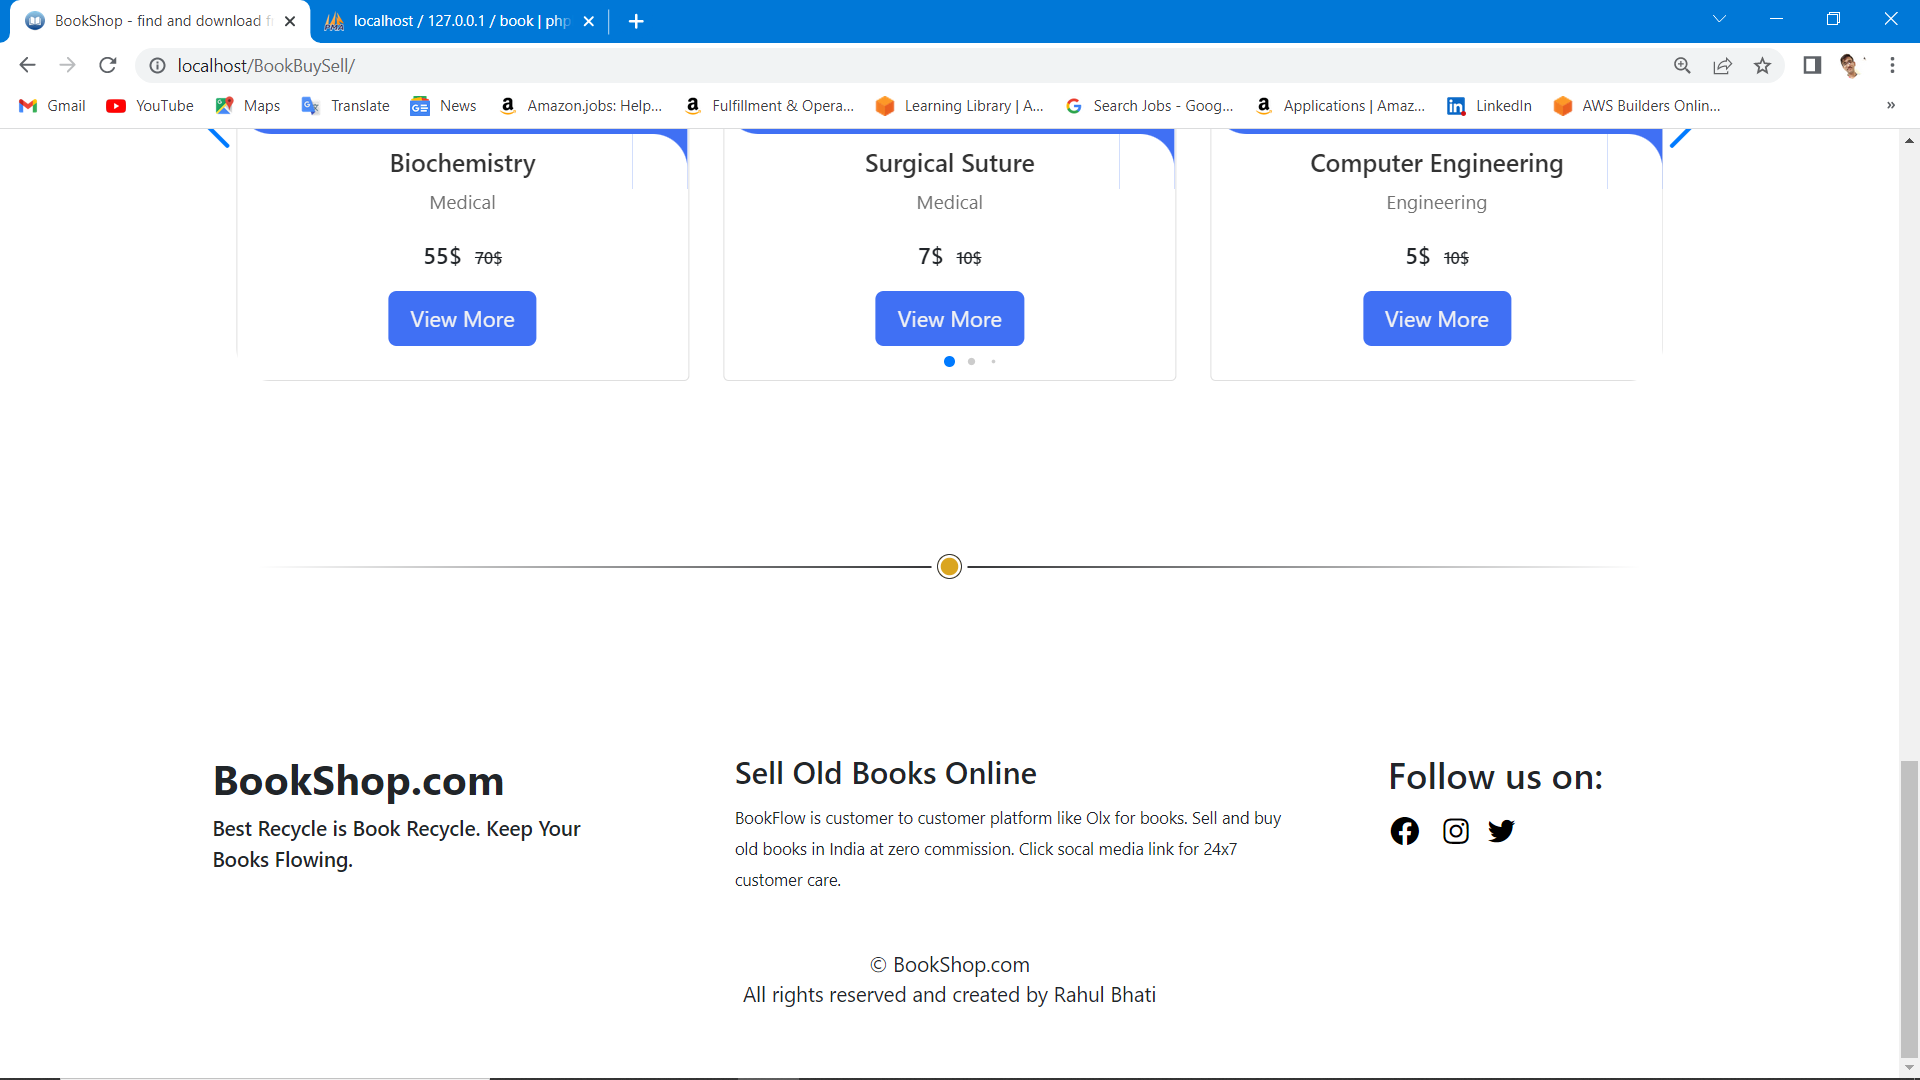 BookShop - find and download f
localhost / 127.0.0.1 / book | php
localhost/BookBuySell/
Gmail YouTube Maps Translate News Amazon.jobs: Help... Fulfillment & Opera... Learning Library | A... Search Jobs - Goog... Applications | Amaz... LinkedIn AWS Builders Onlin... »
Biochemistry
Medical
55$ 70$
View More
Surgical Suture
Medical
7$ 10$
View More
Computer Engineering
Engineering
5$ 10$
View More
BookShop.com
Best Recycle is Book Recycle. Keep Your
Books Flowing.
Sell Old Books Online
BookFlow is customer to customer platform like Olx for books. Sell and buy
old books in India at zero commission. Click socal media link for 24x7
customer care.
Follow us on:
© BookShop.com
All rights reserved and created by Rahul Bhati